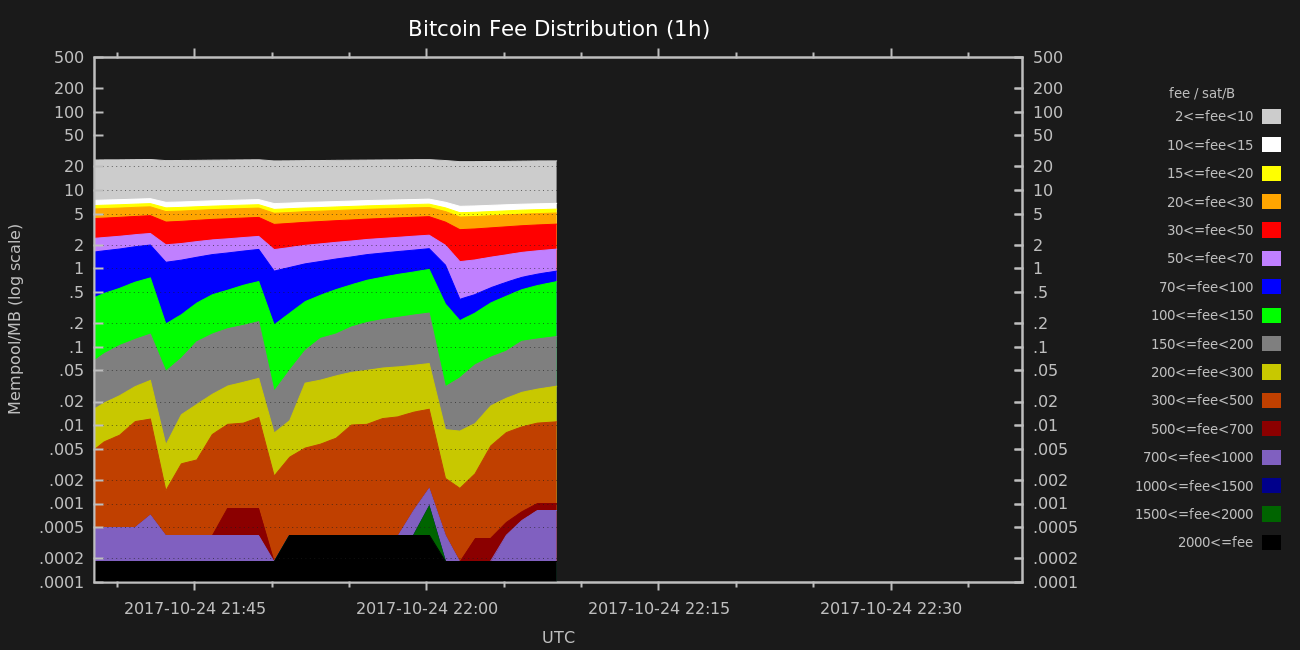 Bitcoin Fee Distribution (1h)
Mempool/MB (log scale)
500
200
100
50
20
10
5
2
1
.5
.2
.1
.05
.02
.01
.005
.002
.001
.0005
.0002
.0001
500
200
100
50
20
10
5
2
1
.5
.2
.1
.05
.02
.01
.005
.002
.001
.0005
.0002
.0001
2017-10-24 21:45
2017-10-24 22:00
2017-10-24 22:15
2017-10-24 22:30
UTC
fee / sat/B
2<=fee<10
10<=fee<15
15<=fee<20
20<=fee<30
30<=fee<50
50<=fee<70
70<=fee<100
100<=fee<150
150<=fee<200
200<=fee<300
300<=fee<500
500<=fee<700
700<=fee<1000
1000<=fee<1500
1500<=fee<2000
2000<=fee